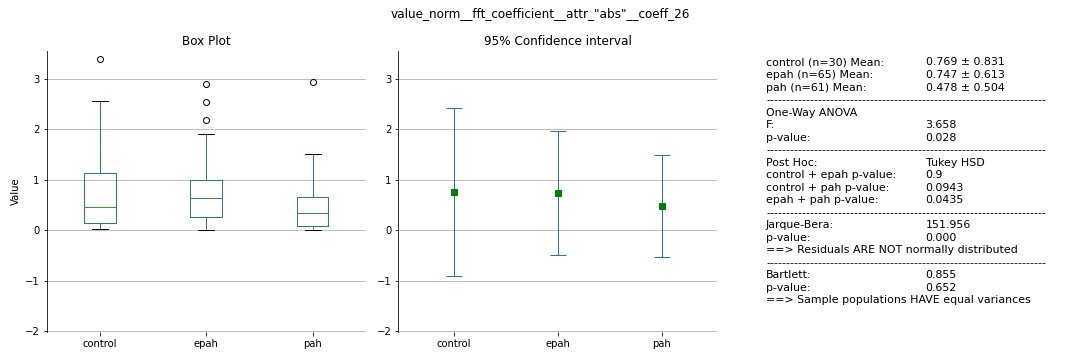 value_norm__fft_coefficient__attr_"abs"__coeff_26
Box Plot
Value
3
2
1
0
−1
−2
control epah pah
95% Confidence interval
3
2
1
0
−1
−2
control epah pah
control (n=30) Mean: 0.769 ± 0.831
epah (n=65) Mean: 0.747 ± 0.613
pah (n=61) Mean: 0.478 ± 0.504
One-Way ANOVA
F: 3.658
p-value: 0.028
Post Hoc: Tukey HSD
control + epah p-value: 0.9
control + pah p-value: 0.0943
epah + pah p-value: 0.0435
Jarque-Bera: 151.956
p-value: 0.000
==> Residuals ARE NOT normally distributed
Bartlett: 0.855
p-value: 0.652
==> Sample populations HAVE equal variances